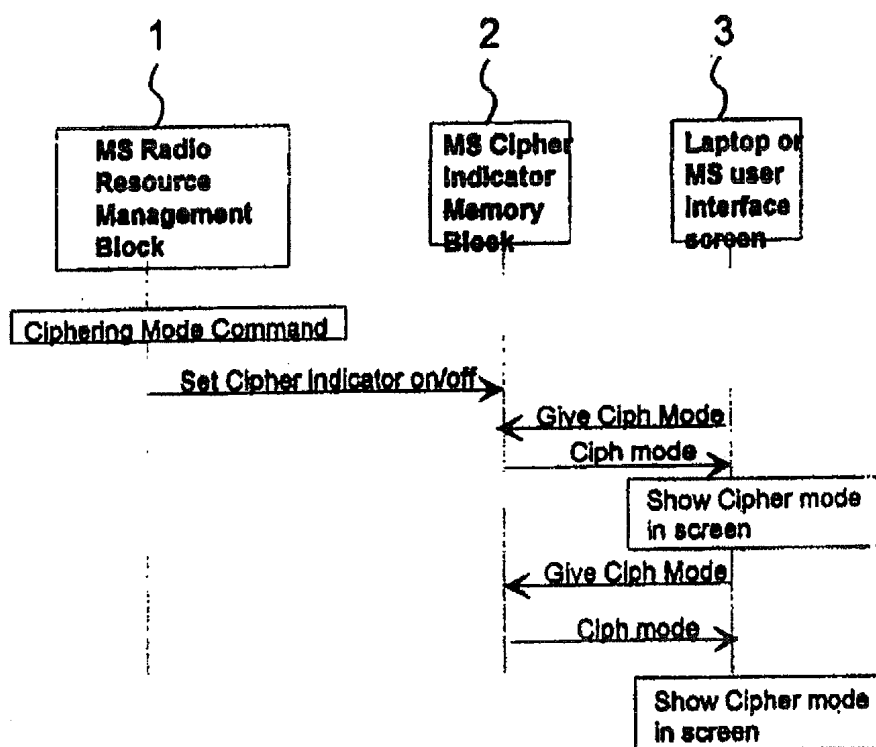 1
2
3
MS Radio
Resource
Management
Block
MS Cipher
Indicator
Memory
Block
Laptop or
MS user
interface
screen
Ciphering Mode Command
Set Cipher Indicator on/off
Give Ciph Mode
Ciph mode
Show Cipher mode
in screen
Give Ciph Mode
Ciph mode
Show Cipher mode
in screen